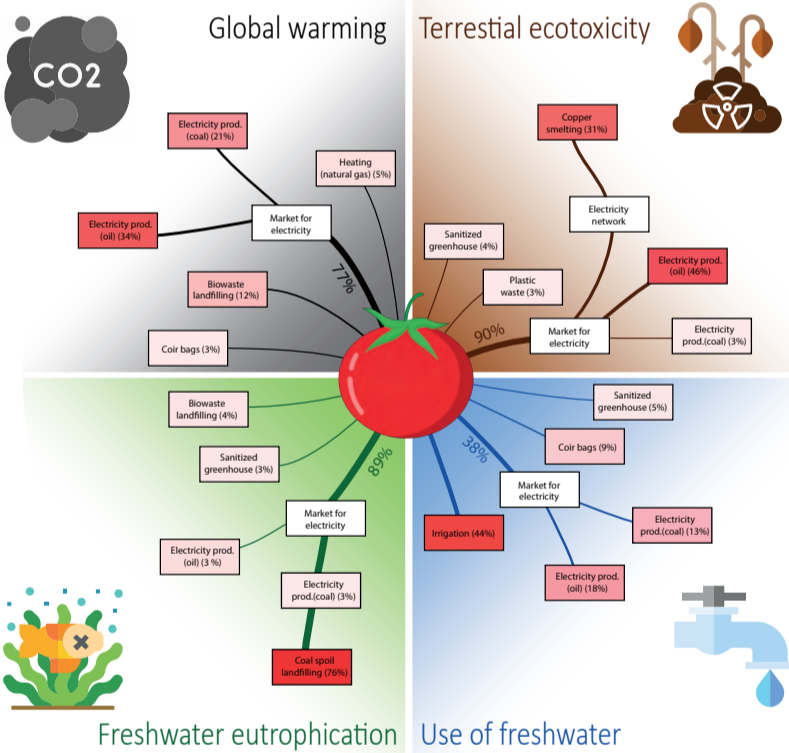 Global warming
CO2
Electricity prod.
(coal) (21%)
Heating
(natural gas) (5%)
Electricity prod.
(oil) (34%)
Market for
electricity
77%
Biowaste
landfilling (12%)
Coir bags (3%)
Terrestial ecotoxicity
Copper
smelting (31%)
Electricity
network
Sanitized
greenhouse (4%)
Electricity prod.
(oil) (46%)
Plastic
waste (3%)
90%
Market for
electricity
Electricity
prod.(coal) (3%)
Biowaste
landfilling (4%)
Sanitized
greenhouse (3%)
89%
Market for
electricity
Electricity prod.
(oil) (3 %)
Electricity
prod.(coal) (3%)
Coal spoil
landfilling (76%)
Freshwater eutrophication
Sanitized
greenhouse (5%)
Coir bags (9%)
38%
Market for
electricity
Irrigation (44%)
Electricity
prod.(coal) (13%)
Electricity prod.
(oil) (18%)
Use of freshwater